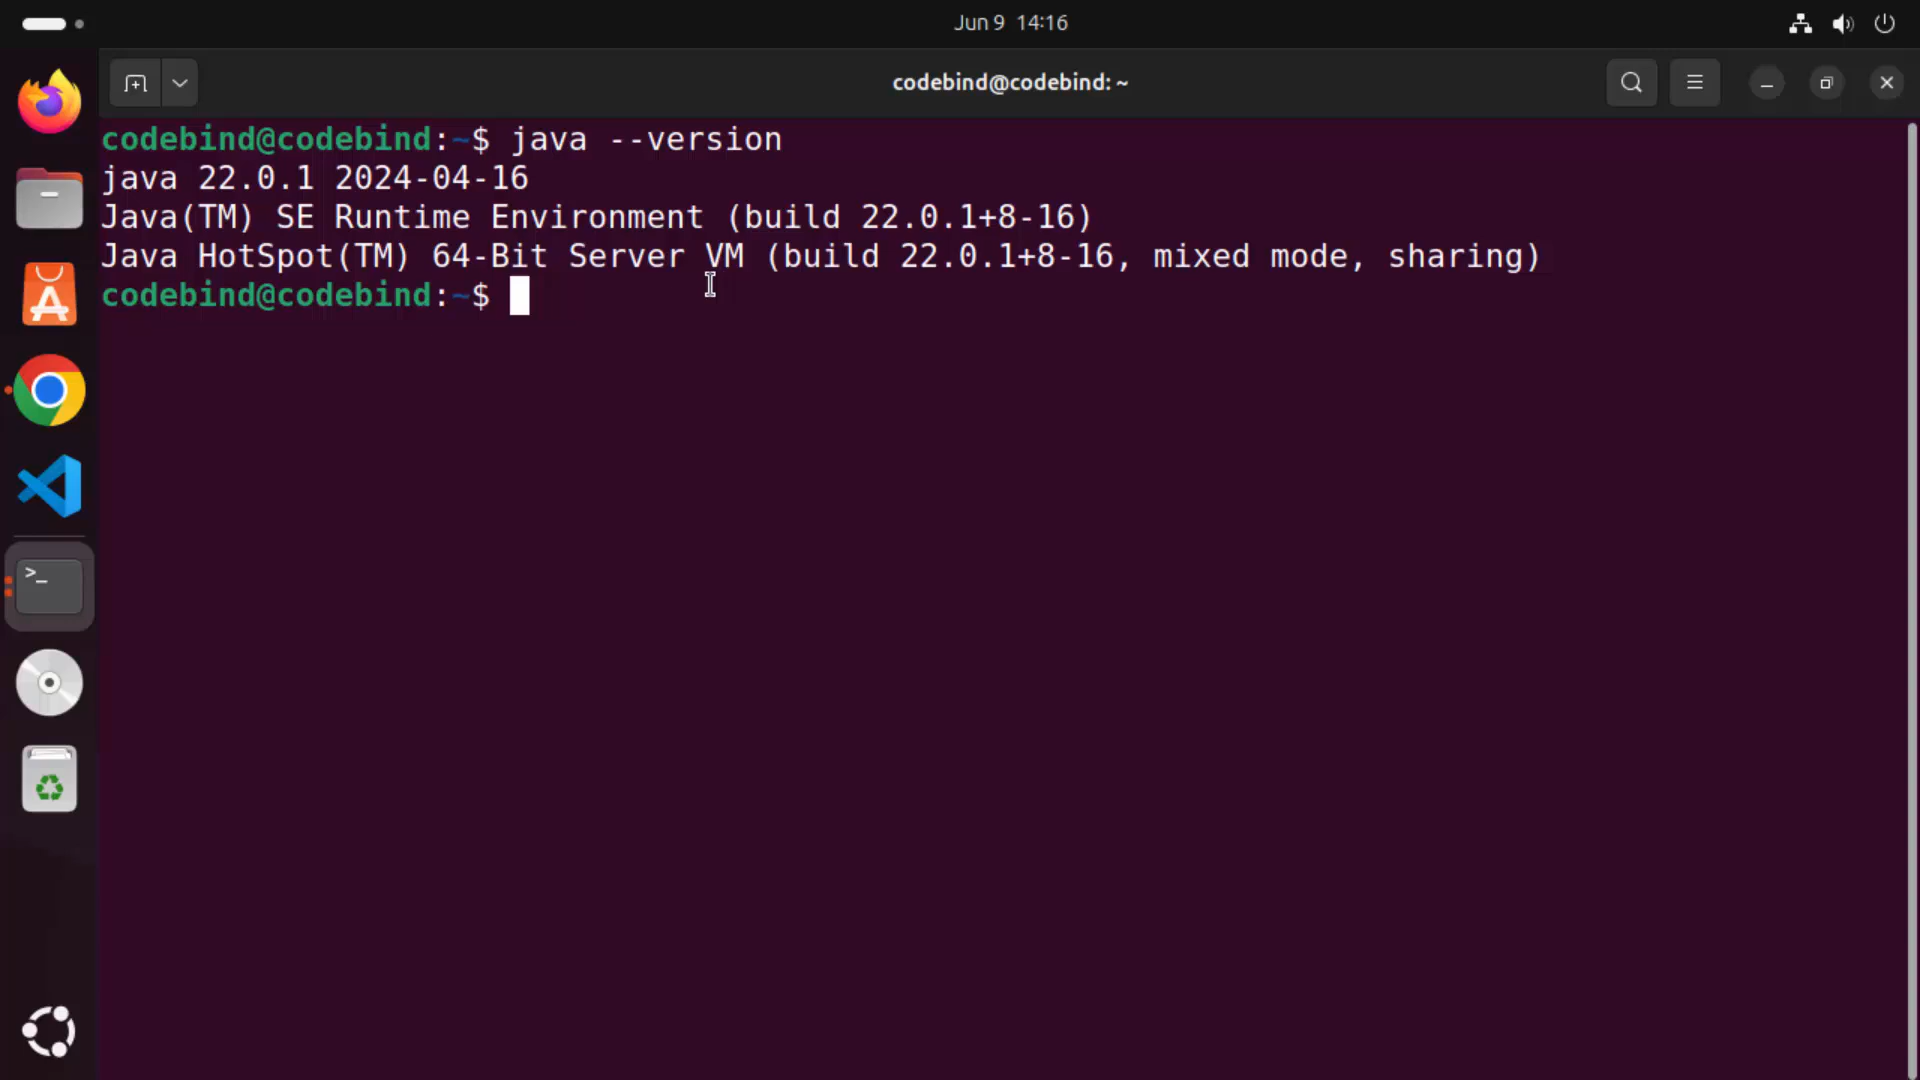 Jun 9 14:16
codebind@codebind: ~
codebind@codebind:~$ java --version
java 22.0.1 2024-04-16
Java(TM) SE Runtime Environment (build 22.0.1+8-16)
Java HotSpot(TM) 64-Bit Server VM (build 22.0.1+8-16, mixed mode, sharing)
codebind@codebind:~$